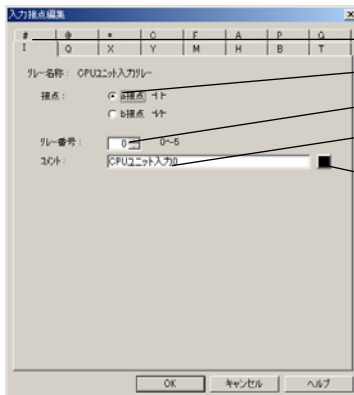 入力接点編集
# @ * C F A P G
I Q X Y M H B T
リレー名称： CPUユニット入力リレー
接点： a接点
b接点
リレー番号： 0 0～5
コメント： CPUユニット入力0
OK キャンセル ヘルプ